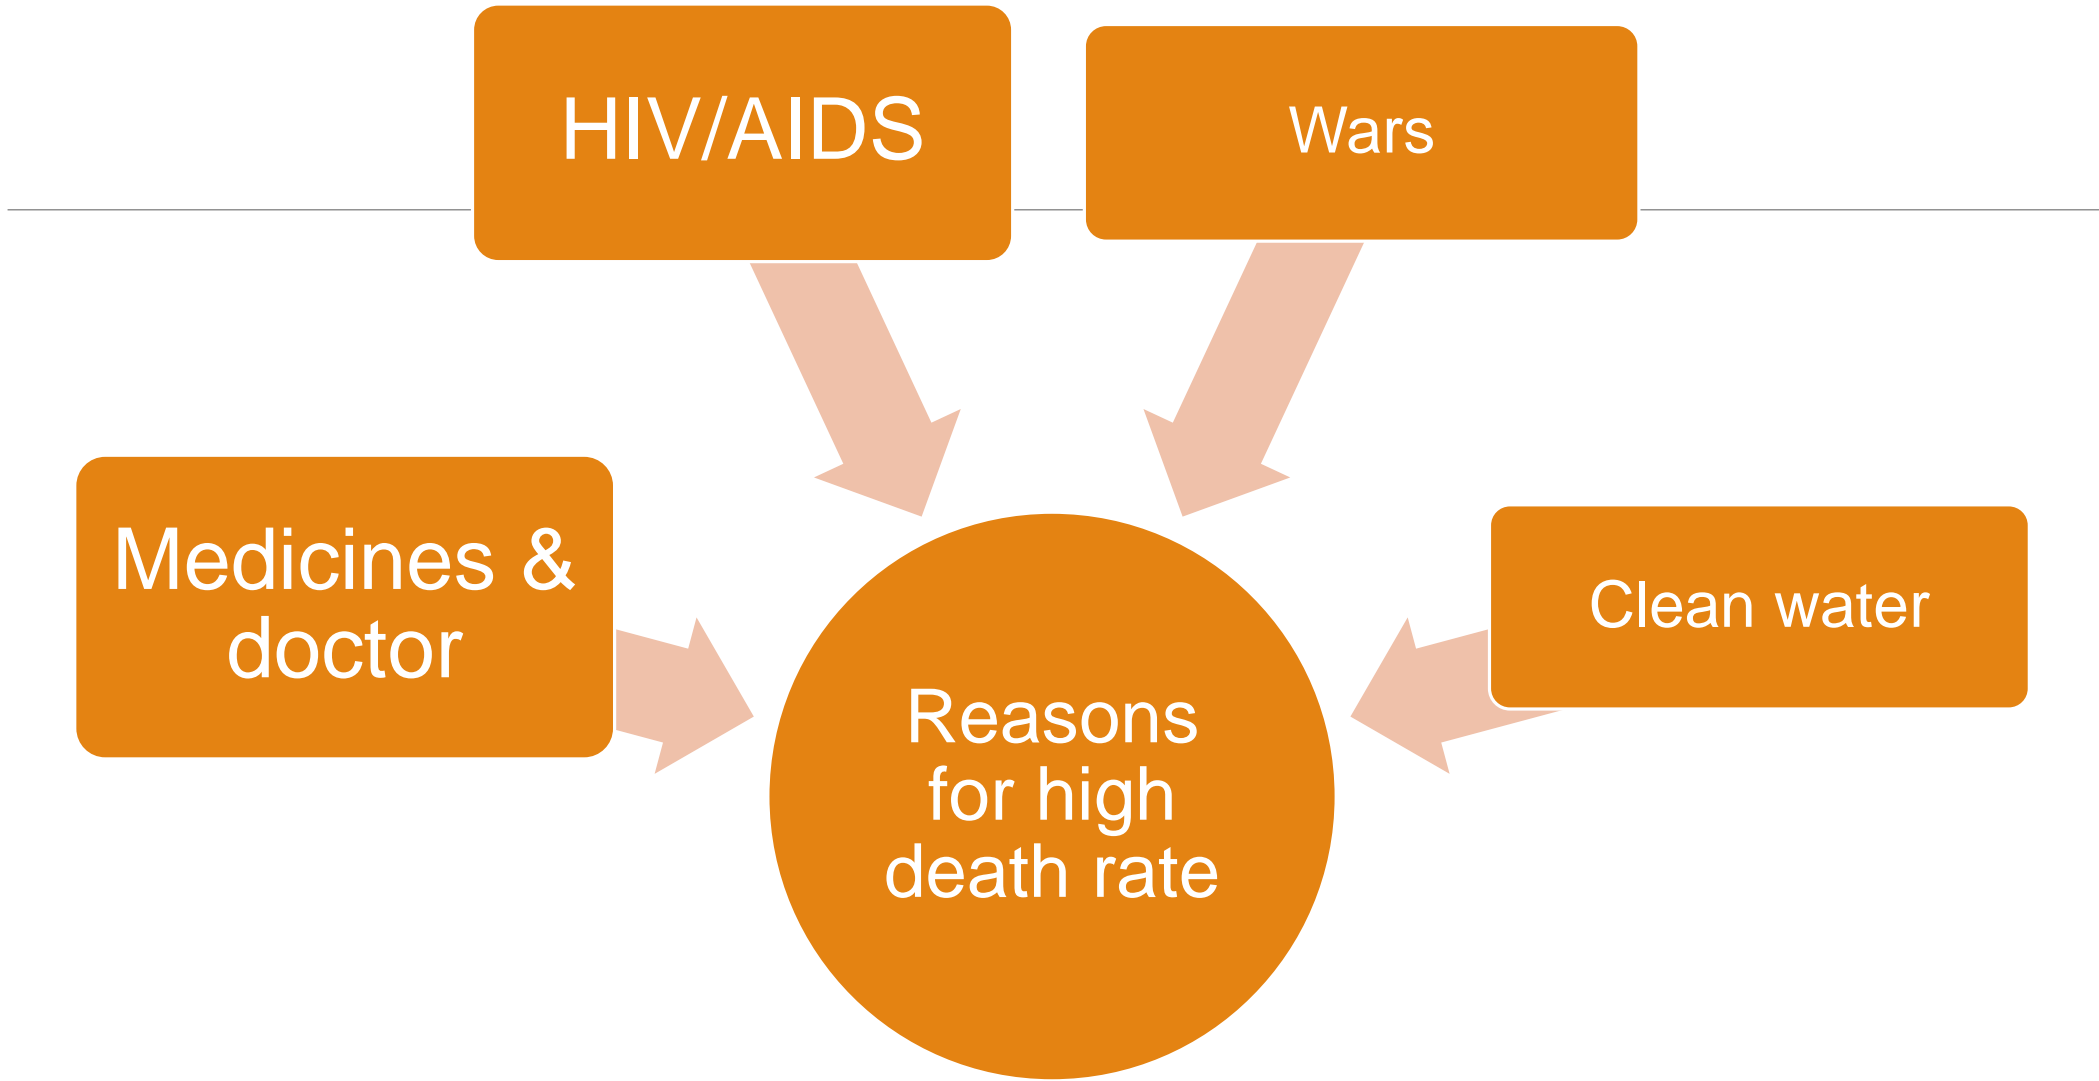 HIV/AIDS
Wars
Medicines &
doctor
Clean water
Reasons
for high
death rate